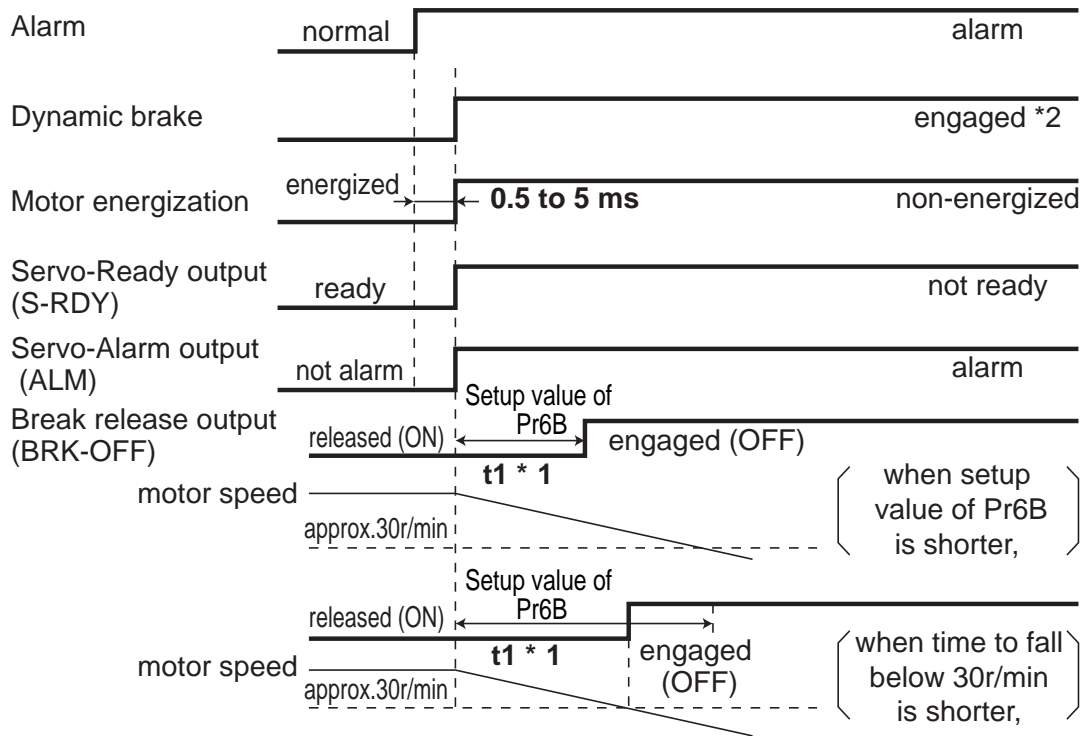 Alarm
normal
alarm
Dynamic brake
engaged *2
Motor energization
energized
0.5 to 5 ms
non-energized
Servo-Ready output
(S-RDY)
ready
not ready
Servo-Alarm output
(ALM)
not alarm
alarm
Break release output
(BRK-OFF)
released (ON)
Setup value of
Pr6B
engaged (OFF)
t1 * 1
motor speed
approx.30r/min
when setup
value of Pr6B
is shorter,
released (ON)
Setup value of
Pr6B
t1 * 1
engaged
(OFF)
motor speed
approx.30r/min
when time to fall
below 30r/min
is shorter,